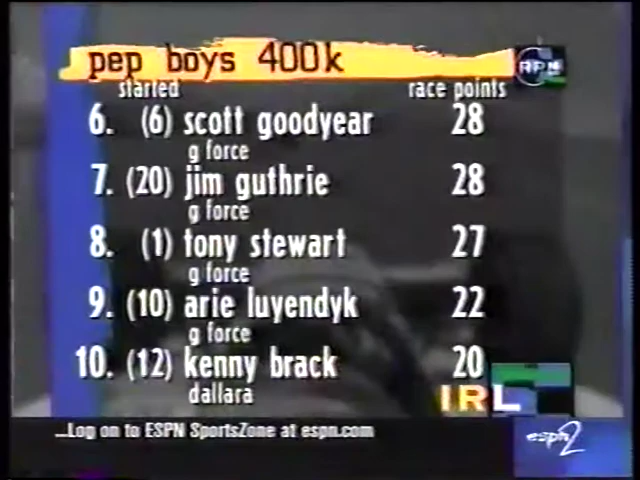 pep boys 400k
RPN
started race points
6. (6) scott goodyear 28
g force
7. (20) jim guthrie 28
g force
8. (1) tony stewart 27
g force
9. (10) arie luyendyk 22
g force
10. (12) kenny brack 20
dallara
IRL
...Log on to ESPN SportsZone at espn.com
espn2